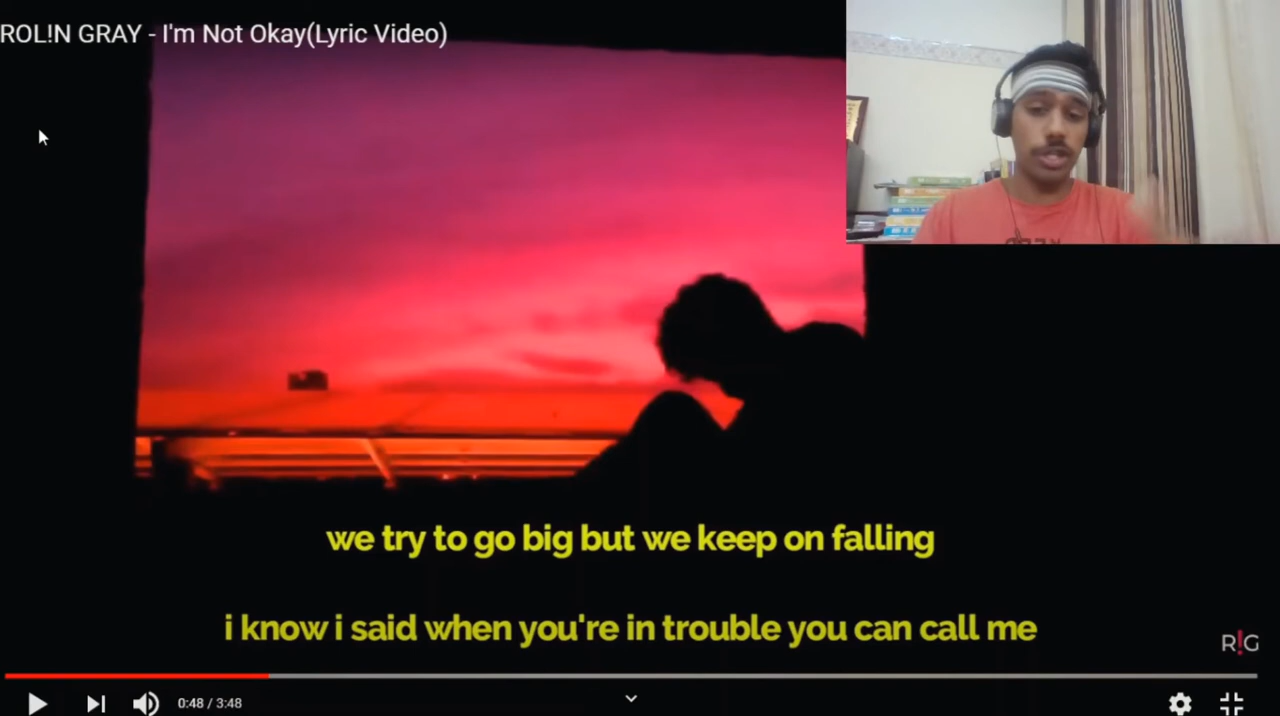 ROL!N GRAY - I'm Not Okay(Lyric Video)
we try to go big but we keep on falling
i know i said when you're in trouble you can call me
R!G
0:48 / 3:48